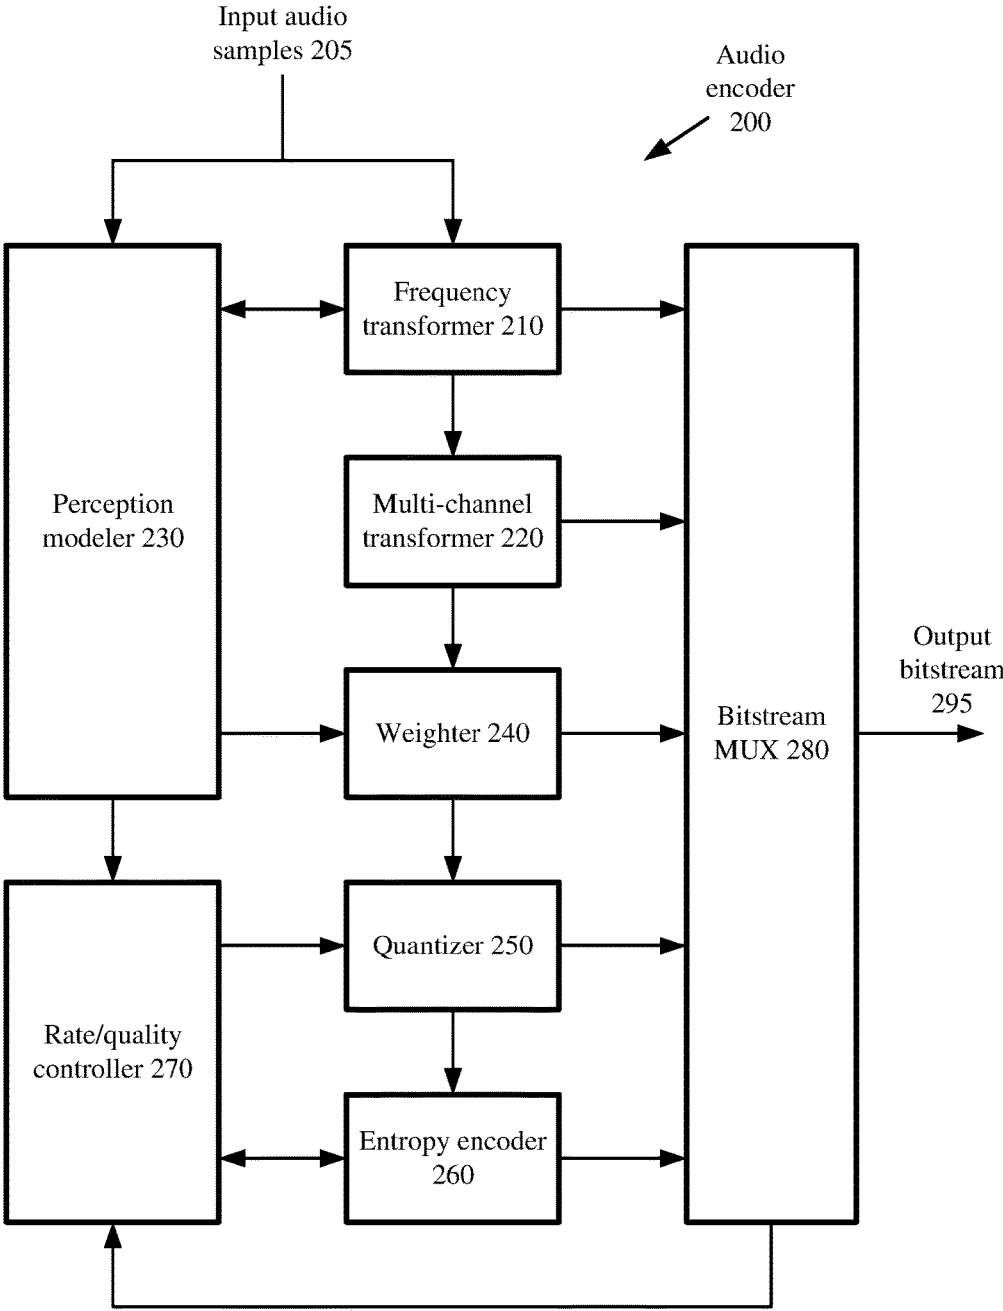 Input audio
samples 205
Audio
encoder
200
Frequency
transformer 210
Perception
modeler 230
Multi-channel
transformer 220
Output
bitstream
295
Weighter 240
Bitstream
MUX 280
Quantizer 250
Rate/quality
controller 270
Entropy encoder
260